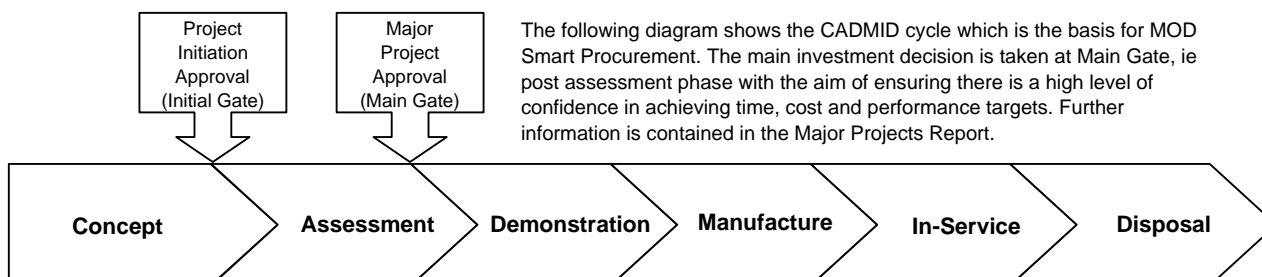 Project
Initiation
Approval
(Initial Gate)
Major
Project
Approval
(Main Gate)
The following diagram shows the CADMID cycle which is the basis for MOD
Smart Procurement. The main investment decision is taken at Main Gate, ie
post assessment phase with the aim of ensuring there is a high level of
confidence in achieving time, cost and performance targets. Further
information is contained in the Major Projects Report.
Concept
Assessment
Demonstration
Manufacture
In-Service
Disposal